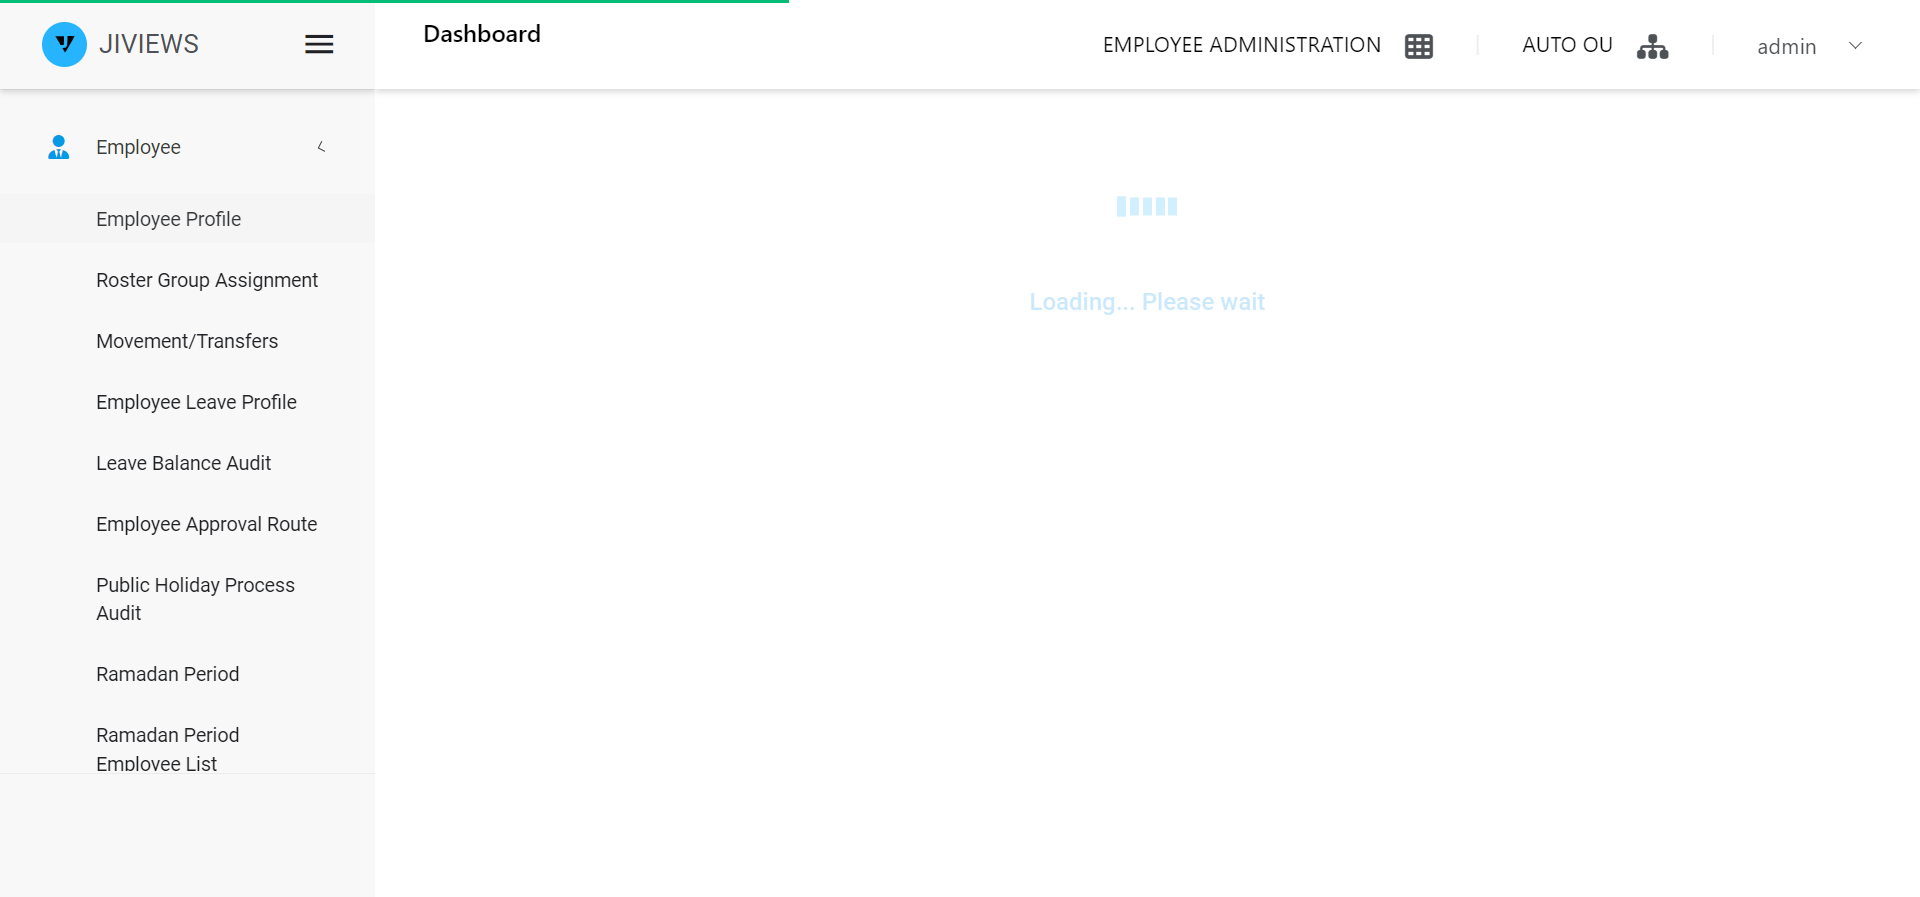 JIVIEWS
Dashboard
EMPLOYEE ADMINISTRATION
AUTO OU
admin
Employee
Employee Profile
Roster Group Assignment
Movement/Transfers
Employee Leave Profile
Leave Balance Audit
Employee Approval Route
Public Holiday Process
Audit
Ramadan Period
Ramadan Period
Employee List
Loading... Please wait